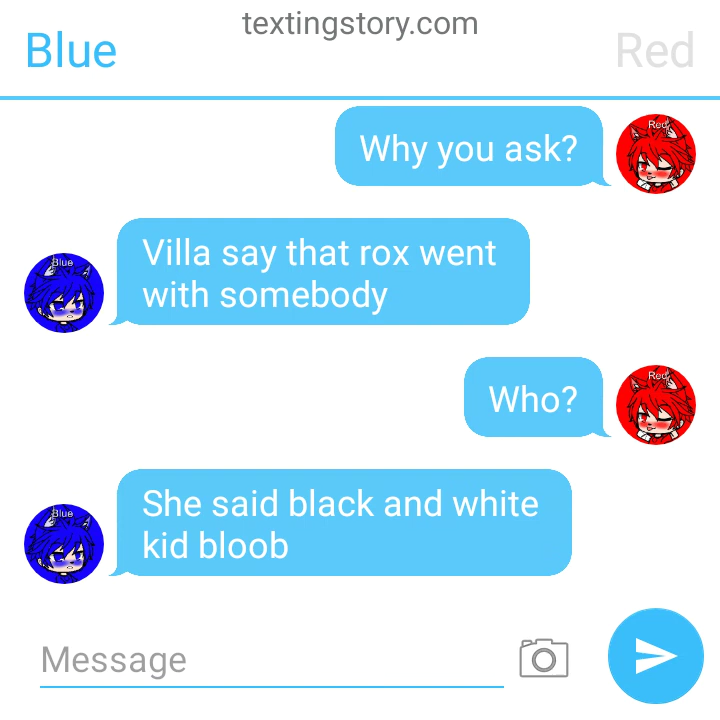 textingstory.com
Blue
Red
Red
Why you ask?
Blue
Villa say that rox went
with somebody
Red
Who?
Blue
She said black and white
kid bloob
Message